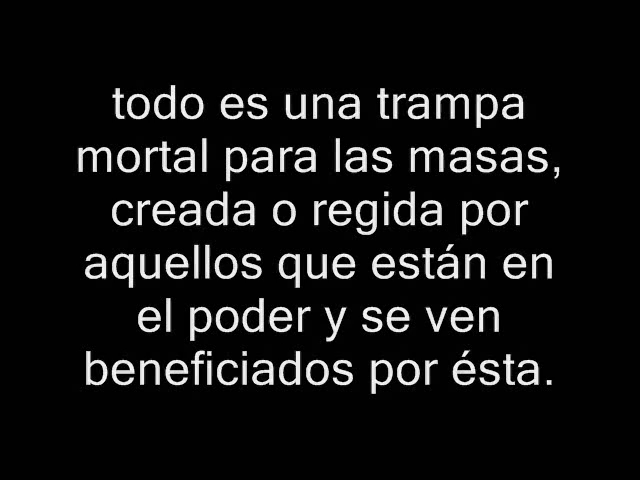 todo es una trampa
mortal para las masas,
creada o regida por
aquellos que están en
el poder y se ven
beneficiados por ésta.